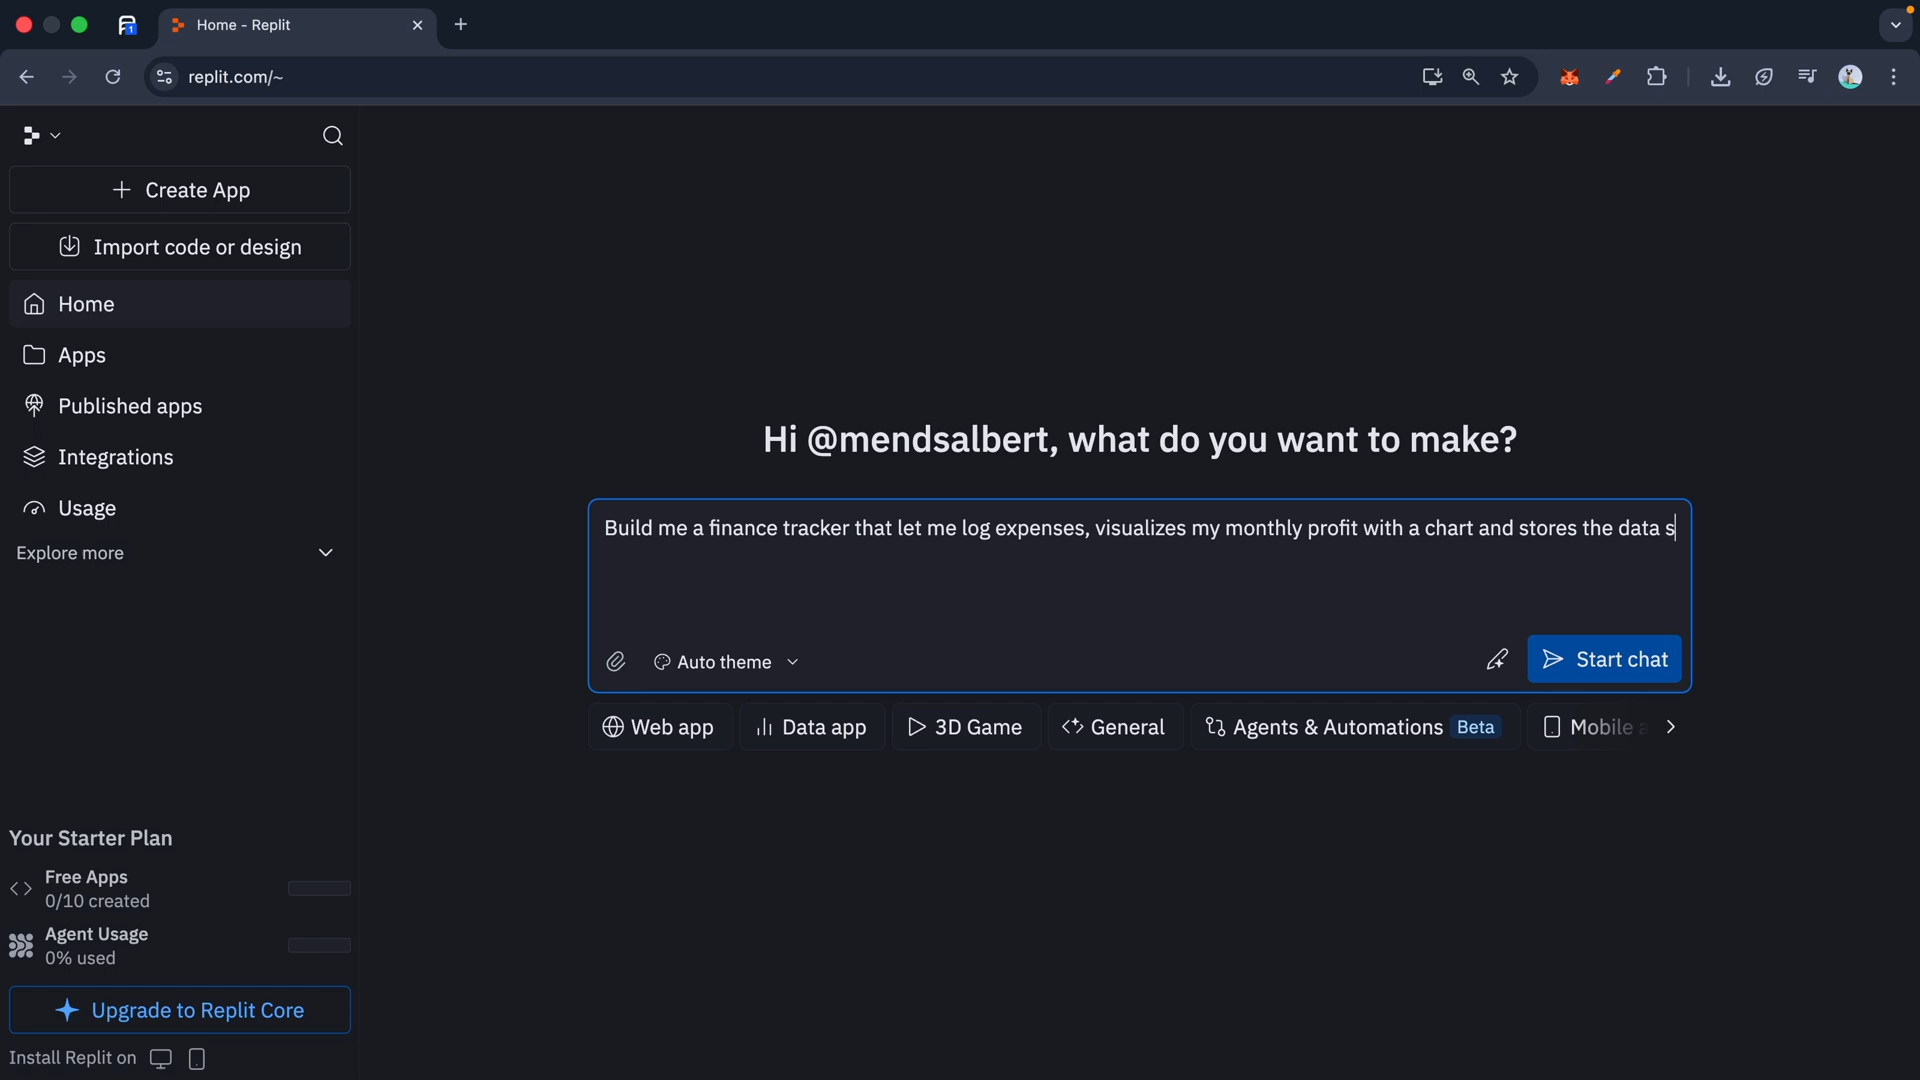 1
Home - Replit
replit.com/~
Create App
Import code or design
Home
Apps
Published apps
Integrations
Usage
Explore more
Your Starter Plan
Free Apps
0/10 created
Agent Usage
0% used
Upgrade to Replit Core
Install Replit on
Hi @mendsalbert, what do you want to make?
Build me a finance tracker that let me log expenses, visualizes my monthly profit with a chart and stores the data s
Auto theme
Start chat
Web app
Data app
3D Game
General
Agents & Automations Beta
Mobile a